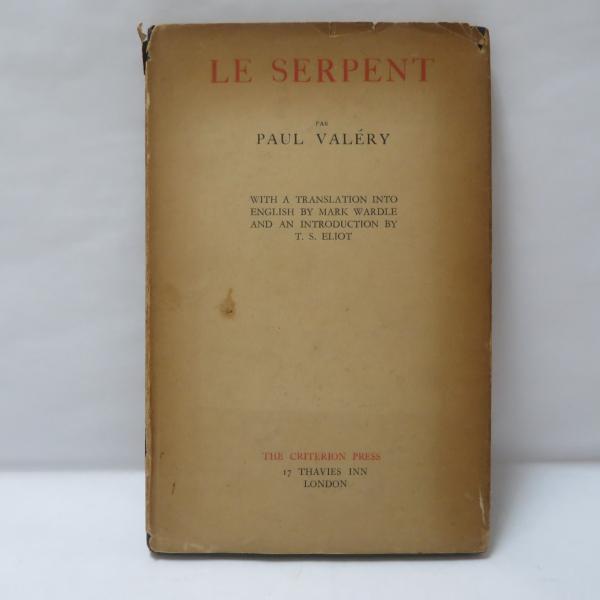 LE SERPENT
PAR
PAUL VALÉRY
WITH A TRANSLATION INTO
ENGLISH BY MARK WARDLE
AND AN INTRODUCTION BY
T. S. ELIOT
THE CRITERION PRESS
17 THAVIES INN
LONDON